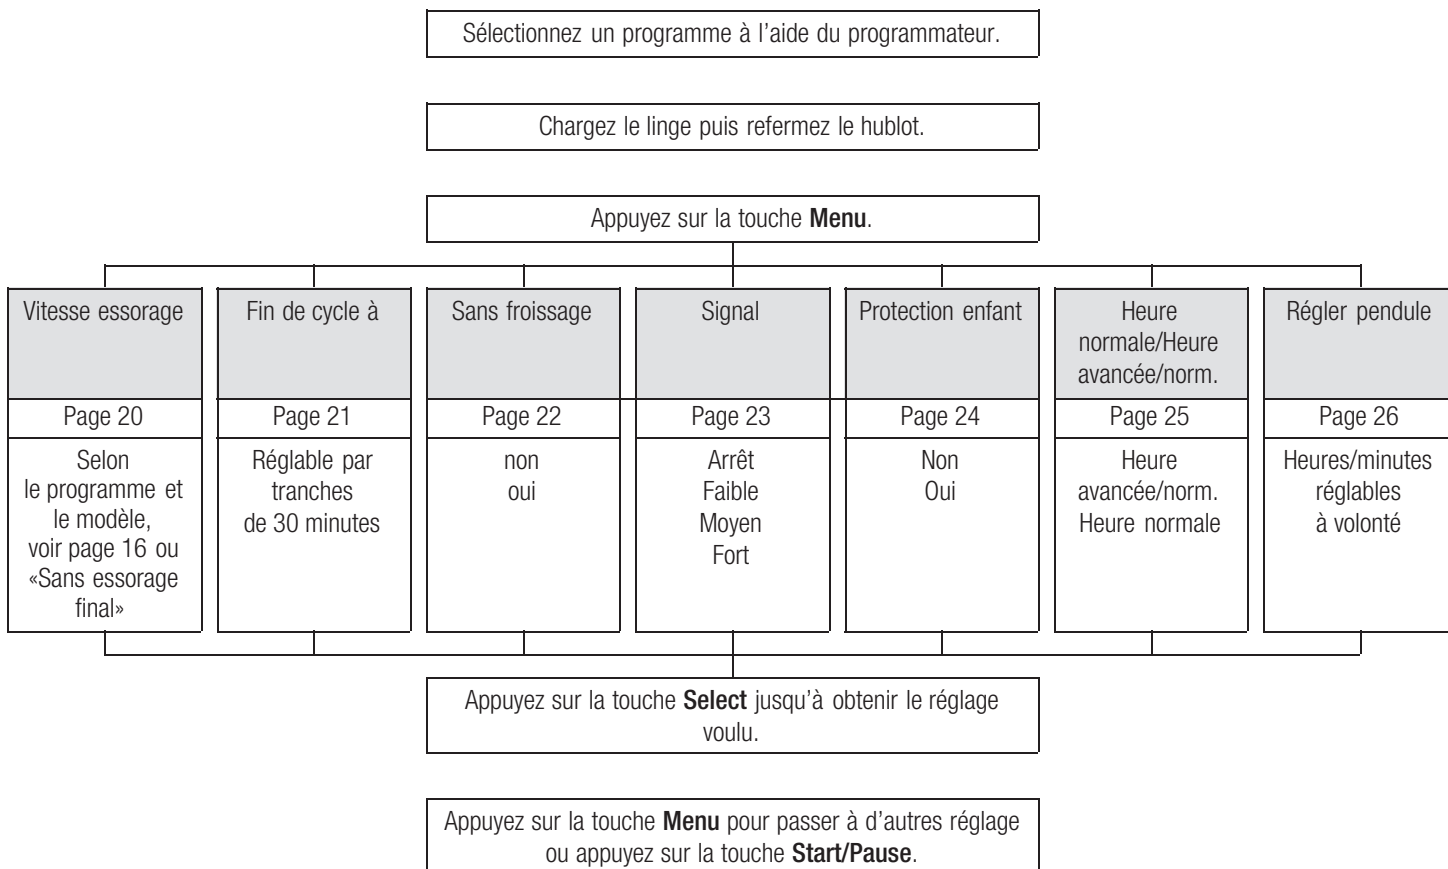 Sélectionnez un programme à l'aide du programmateur.
Chargez le linge puis refermez le hublot.
Appuyez sur la touche Menu.
Vitesse essorage
Fin de cycle à
Sans froissage
Signal
Protection enfant
Heure
normale/Heure
avancée/norm.
Régler pendule
Page 20
Page 21
Page 22
Page 23
Page 24
Page 25
Page 26
Selon
le programme et
le modèle,
voir page 16 ou
«Sans essorage
final»
Réglable par
tranches
de 30 minutes
non
oui
Arrêt
Faible
Moyen
Fort
Non
Oui
Heure
avancée/norm.
Heure normale
Heures/minutes
réglables
à volonté
Appuyez sur la touche Select jusqu'à obtenir le réglage
voulu.
Appuyez sur la touche Menu pour passer à d'autres réglage
ou appuyez sur la touche Start/Pause.